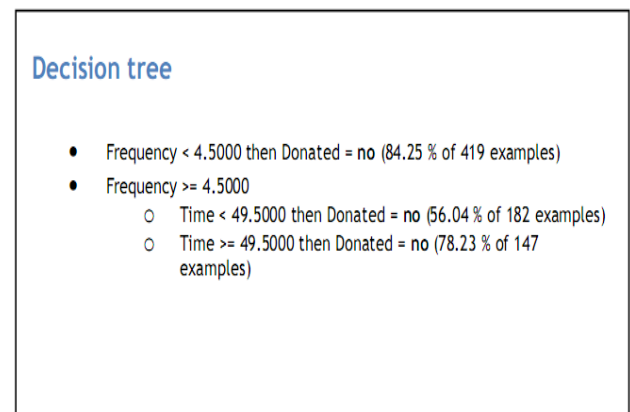 Decision tree
• Frequency < 4.5000 then Donated = no (84.25 % of 419 examples)
• Frequency >= 4.5000
o Time < 49.5000 then Donated = no (56.04 % of 182 examples)
o Time >= 49.5000 then Donated = no (78.23 % of 147
examples)